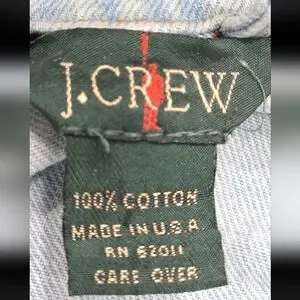 J.CREW
100% COTTON
MADE IN U.S.A.
RN 62011
CARE OVER